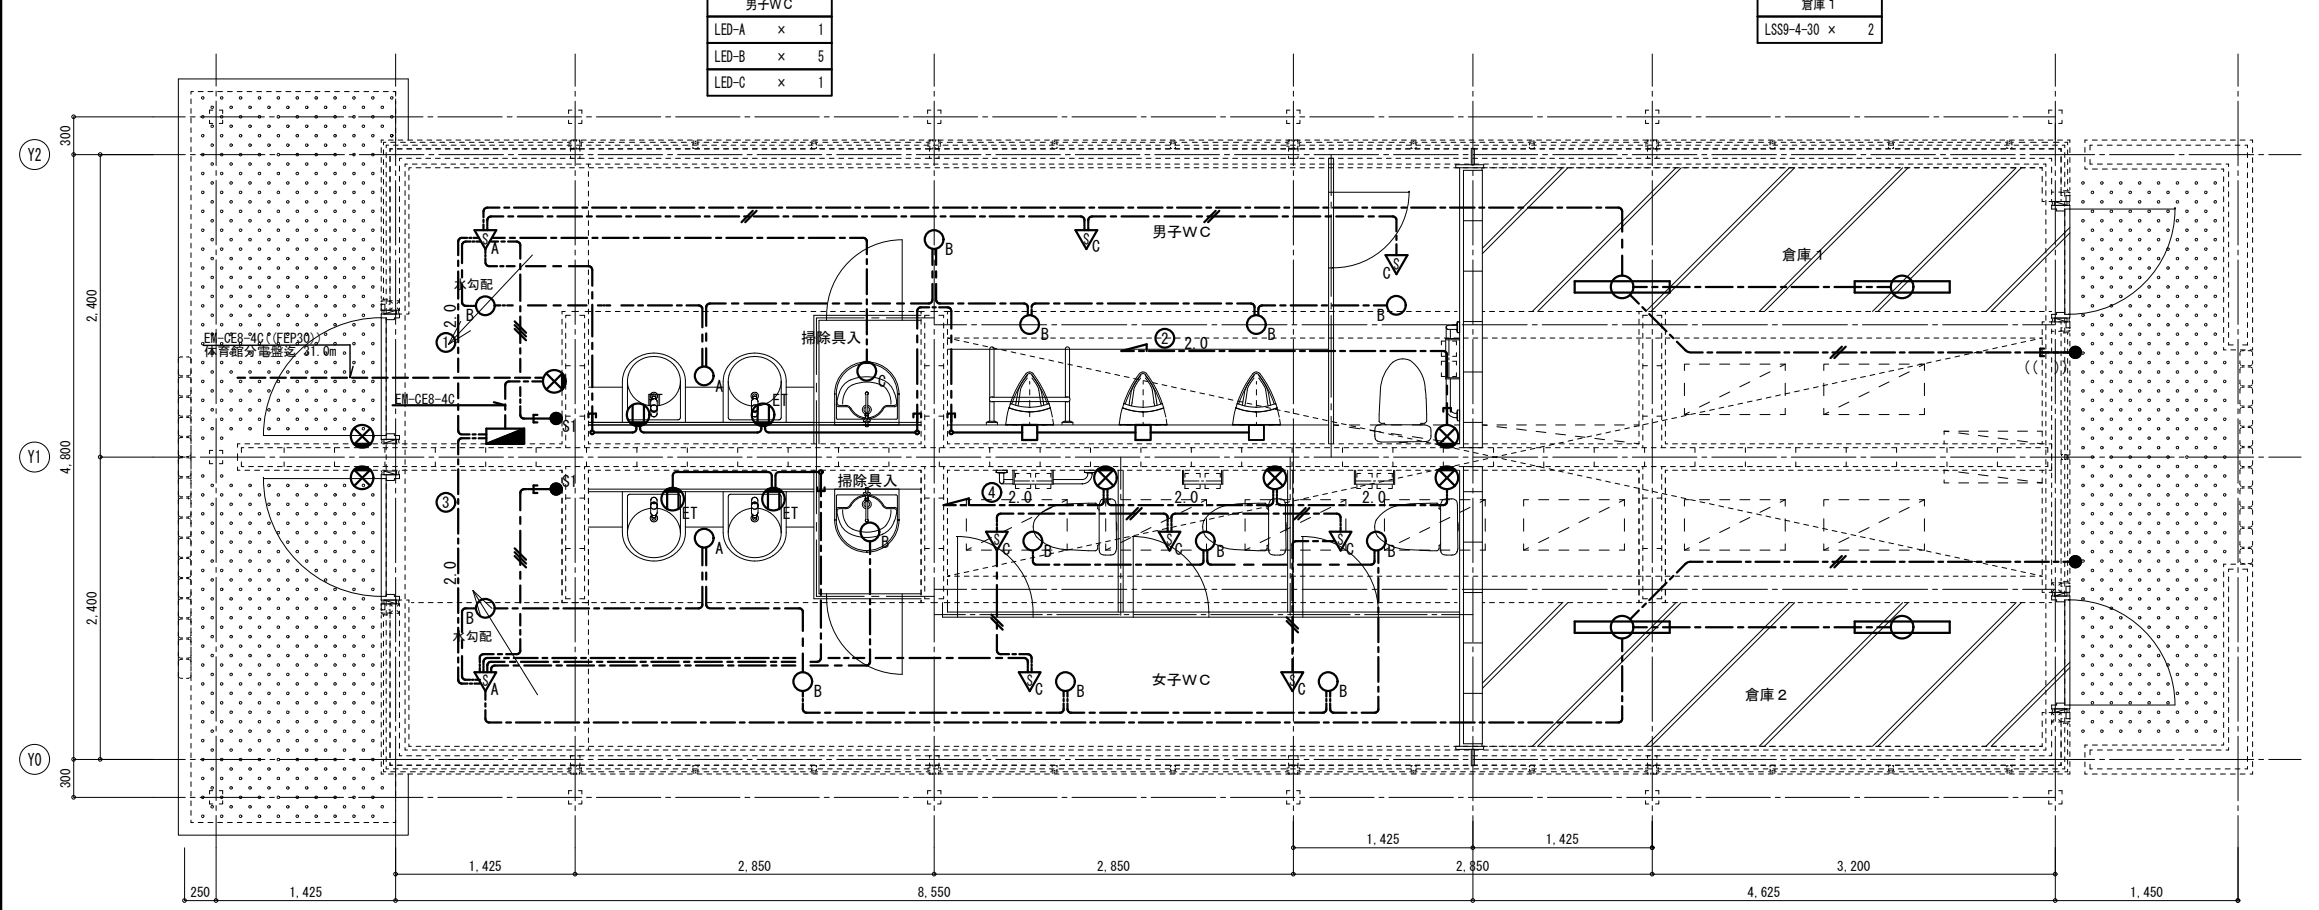 男子WC
LED-A × 1
LED-B × 5
LED-C × 1
倉庫1
LSS9-4-30 × 2
Y2
300
2,400
Y1
4,800
2,400
Y0
300
A
C
男子WC
C
B
倉庫1
水勾配
B
2.0
①
EM-CE8-4C((FEP30))
体育館分電盤迄 31.0m
掃除具入
B
B
②
2.0
A
C
EM-CE8-4C
ET
ET
S1
S1
掃除具入
③
④
2.0
2.0
2.0
ET
ET
A
B
C
B
C
B
C
B
2.0
B
水勾配
A
B
C
B
女子WC
C
B
倉庫2
1,425
1,425
1,425
2,850
2,850
2,850
3,200
250
1,425
8,550
4,625
1,450